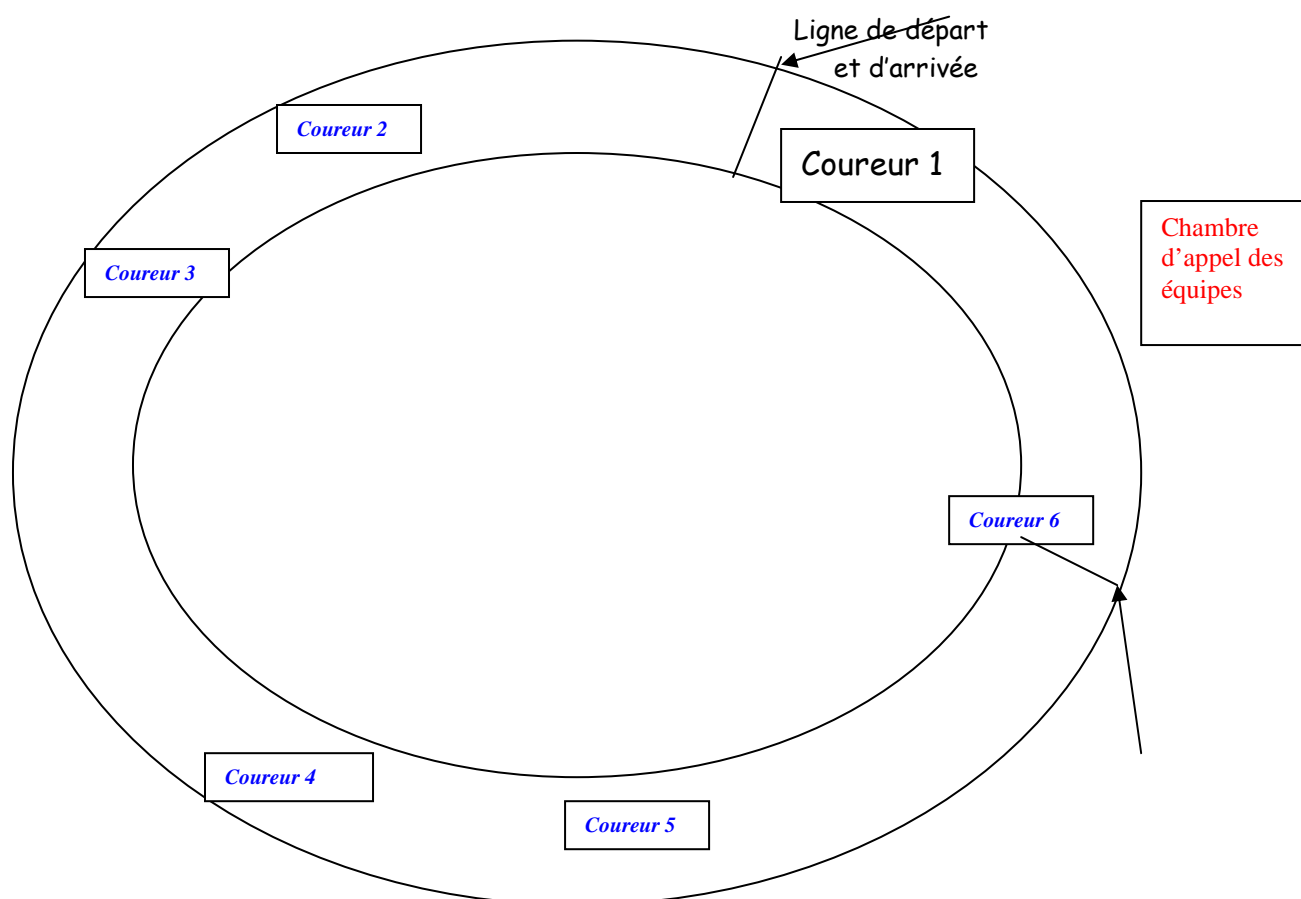 Ligne de départ
et d'arrivée
Coureur 2
Coureur 1
Chambre
d'appel des
équipes
Coureur 3
Coureur 6
Coureur 4
Coureur 5